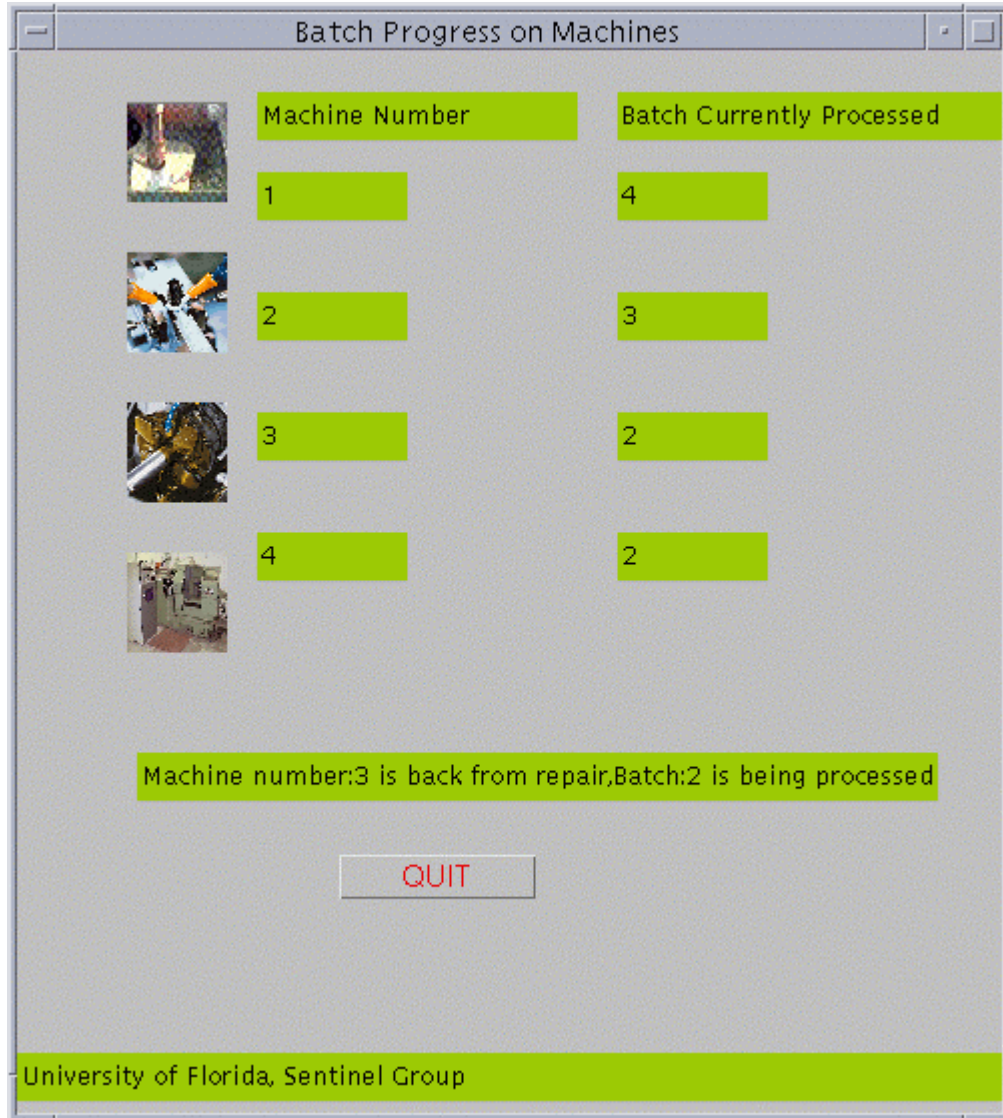 Batch Progress on Machines
Machine Number Batch Currently Processed
1 4
2 3
3 2
4 2
Machine number:3 is back from repair,Batch:2 is being processed
QUIT
University of Florida, Sentinel Group